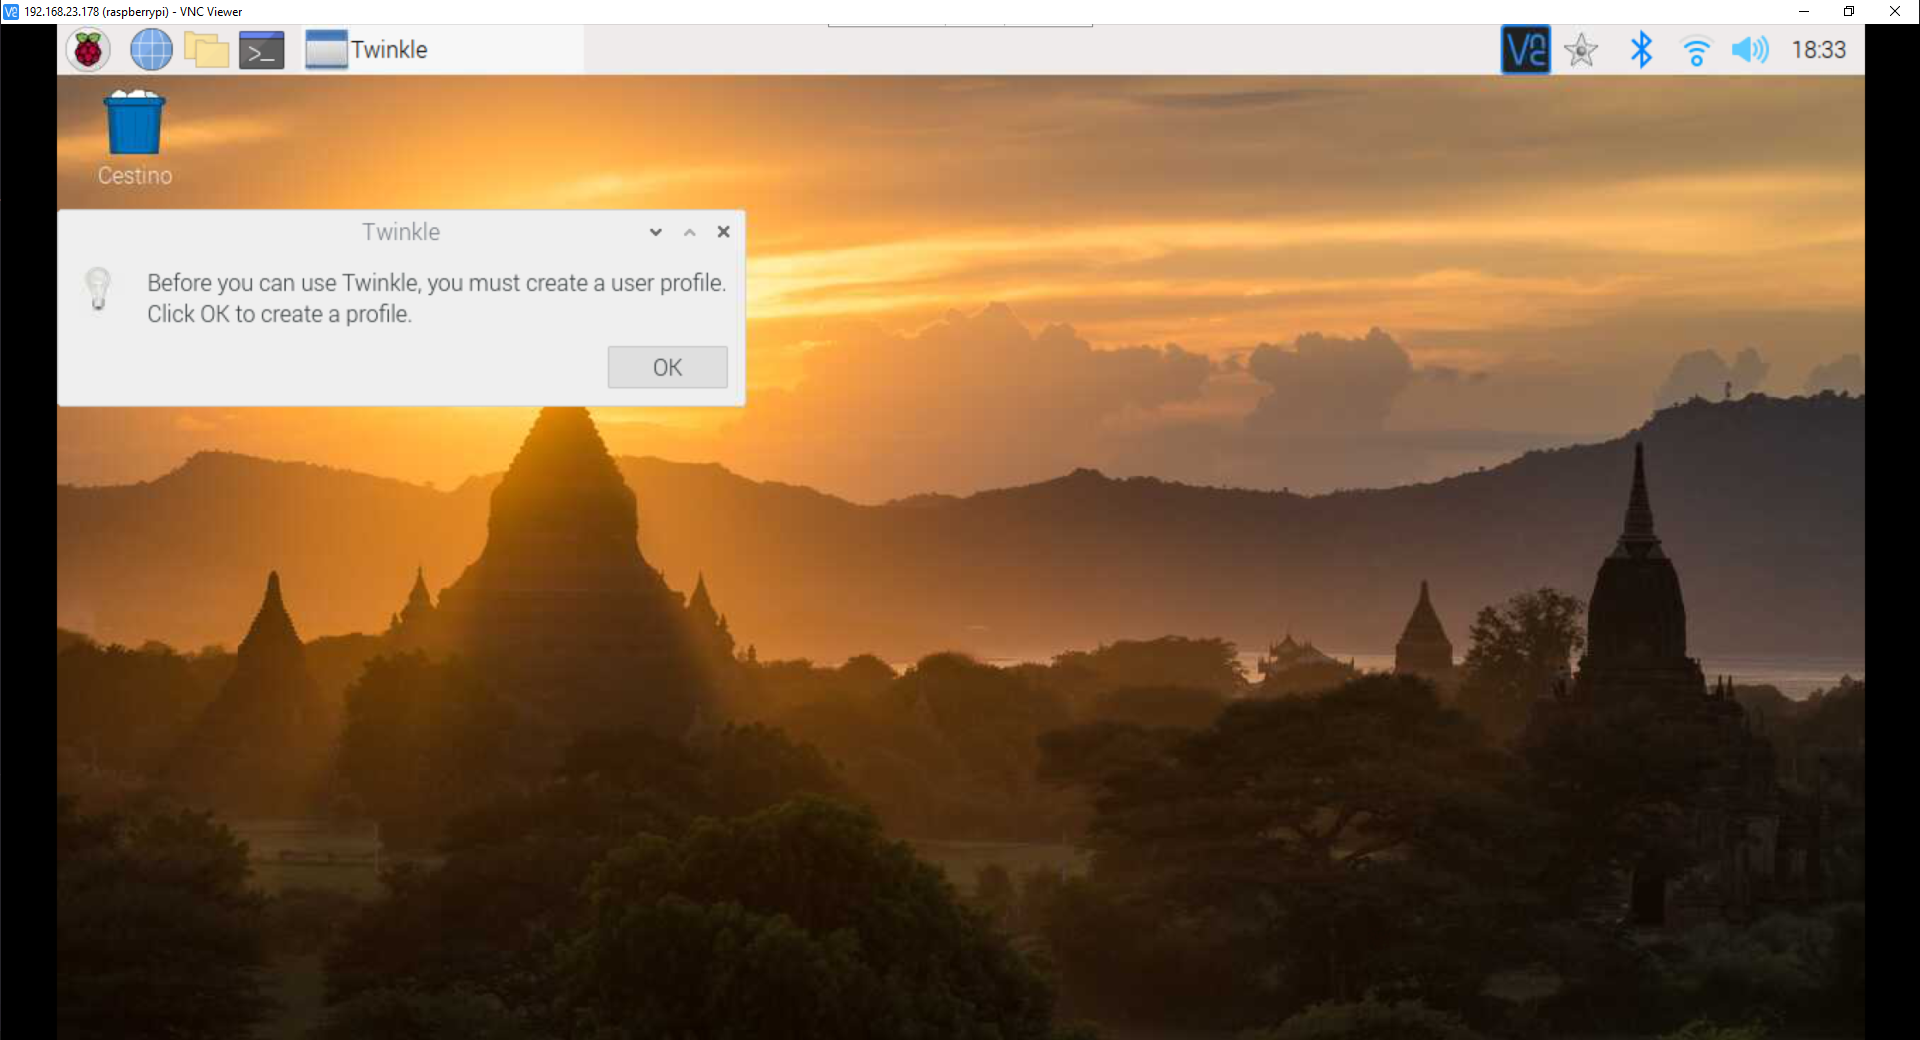 192.168.23.178 (raspberrypi) - VNC Viewer
Twinkle
18:33
Cestino
Twinkle
Before you can use Twinkle, you must create a user profile.
Click OK to create a profile.
OK